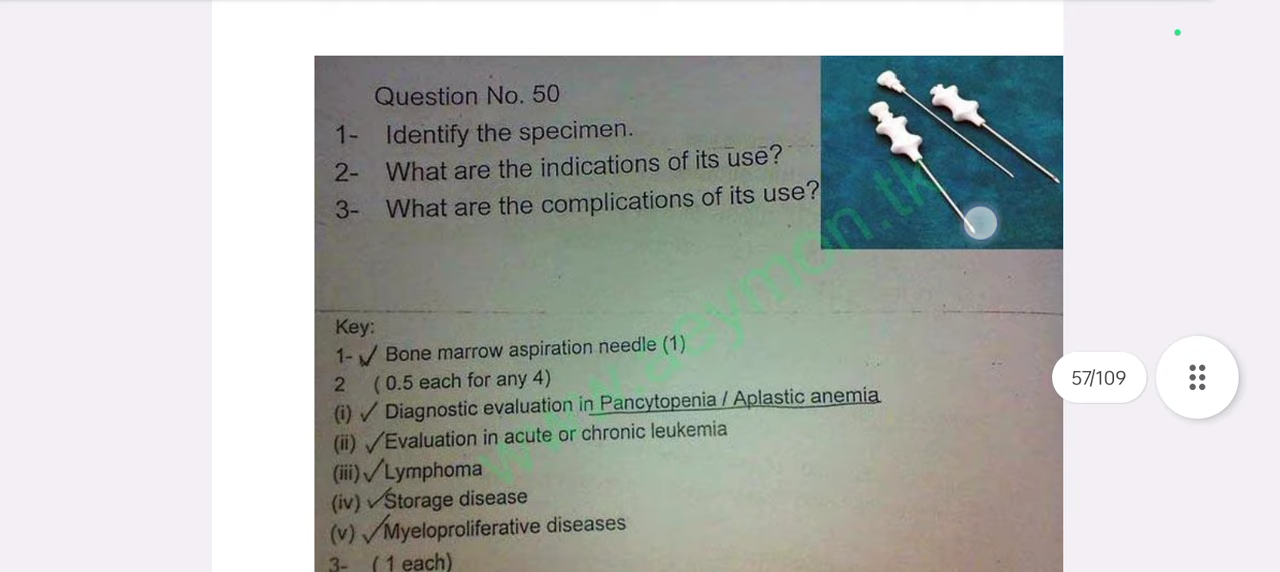 Question No. 50
1- Identify the specimen.
2- What are the indications of its use?
3- What are the complications of its use?
www.aeymon.tk
Key:
1- ✓ Bone marrow aspiration needle (1)
2 ( 0.5 each for any 4)
(i) ✓ Diagnostic evaluation in Pancytopenia / Aplastic anemia
(ii) ✓ Evaluation in acute or chronic leukemia
(iii) ✓ Lymphoma
(iv) ✓ Storage disease
(v) ✓ Myeloproliferative diseases
3- ( 1 each)
57/109